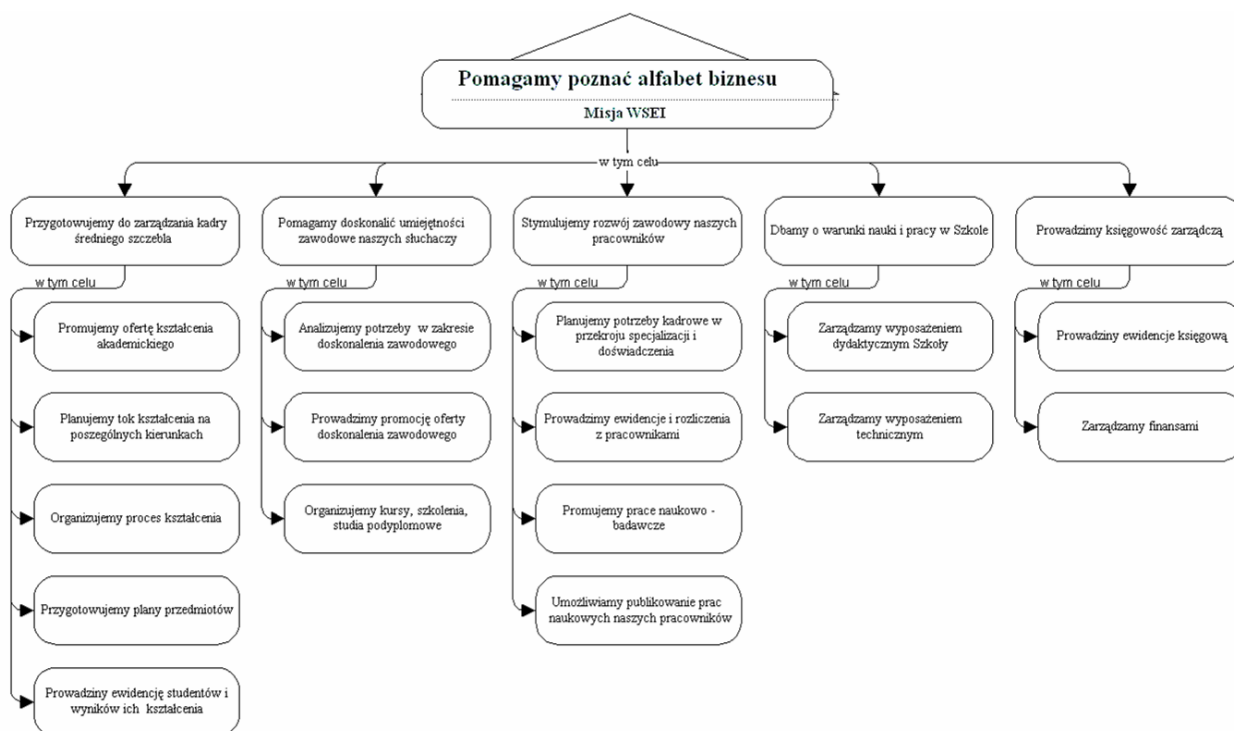 Pomagamy poznać alfabet biznesu
Misja WSEI
w tym celu
Przygotowujemy do zarządzania kadry
średniego szczebla
w tym celu
Promujemy ofertę kształcenia
akademickiego
Planujemy tok kształcenia na
poszególnych kierunkach
Organizujemy proces kształcenia
Przygotowujemy plany przedmiotów
Prowadziny ewidencję studentów i
wyników ich kształcenia
Pomagamy doskonalić umiejętności
zawodowe naszych słuchaczy
w tym celu
Analizujemy potrzeby w zakresie
doskonalenia zawodowego
Prowadzimy promocję oferty
doskonalenia zawodowego
Organizujemy kursy, szkolenia,
studia podyplomowe
Stymulujemy rozwój zawodowy naszych
pracowników
w tym celu
Planujemy potrzeby kadrowe w
przekroju specjalizacji i
doświadczenia
Prowadzimy ewidencje i rozliczenia
z pracownikami
Promujemy prace naukowo -
badawcze
Umożliwiamy publikowanie prac
naukowych naszych pracowników
Dbamy o warunki nauki i pracy w Szkole
w tym celu
Zarządzamy wyposażeniem
dydaktycznym Szkoły
Zarządzamy wyposażeniem
technicznym
Prowadzimy księgowość zarządczą
w tym celu
Prowadziny ewidencje księgową
Zarządzamy finansami